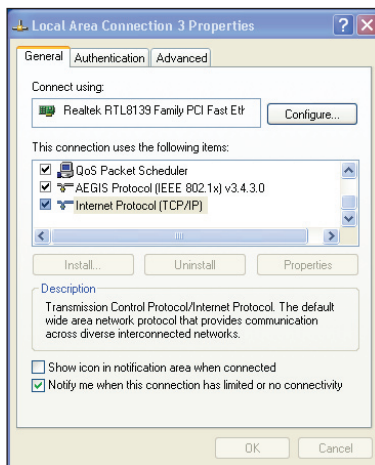 Local Area Connection 3 Properties
General Authentication Advanced
Connect using:
Realtek RTL8139 Family PCI Fast Eth
Configure...
This connection uses the following items:
QoS Packet Scheduler
AEGIS Protocol (IEEE 802.1x) v3.4.3.0
Internet Protocol (TCP/IP)
Install... Uninstall Properties
Description
Transmission Control Protocol/Internet Protocol. The default
wide area network protocol that provides communication
across diverse interconnected networks.
Show icon in notification area when connected
Notify me when this connection has limited or no connectivity
OK Cancel